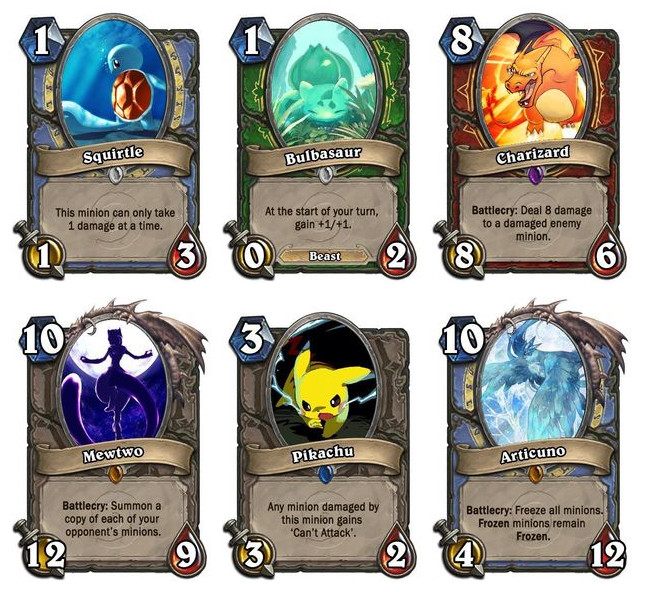 1
Squirtle
This minion can only take
1 damage at a time.
1
3
1
Bulbasaur
At the start of your turn,
gain +1/+1.
Beast
0
2
8
Charizard
Battlecry: Deal 8 damage
to a damaged enemy
minion.
8
6
10
Mewtwo
Battlecry: Summon a
copy of each of your
opponent's minions.
12
9
3
Pikachu
Any minion damaged by
this minion gains
'Can't Attack'.
3
2
10
Articuno
Battlecry: Freeze all minions.
Frozen minions remain
Frozen.
4
12